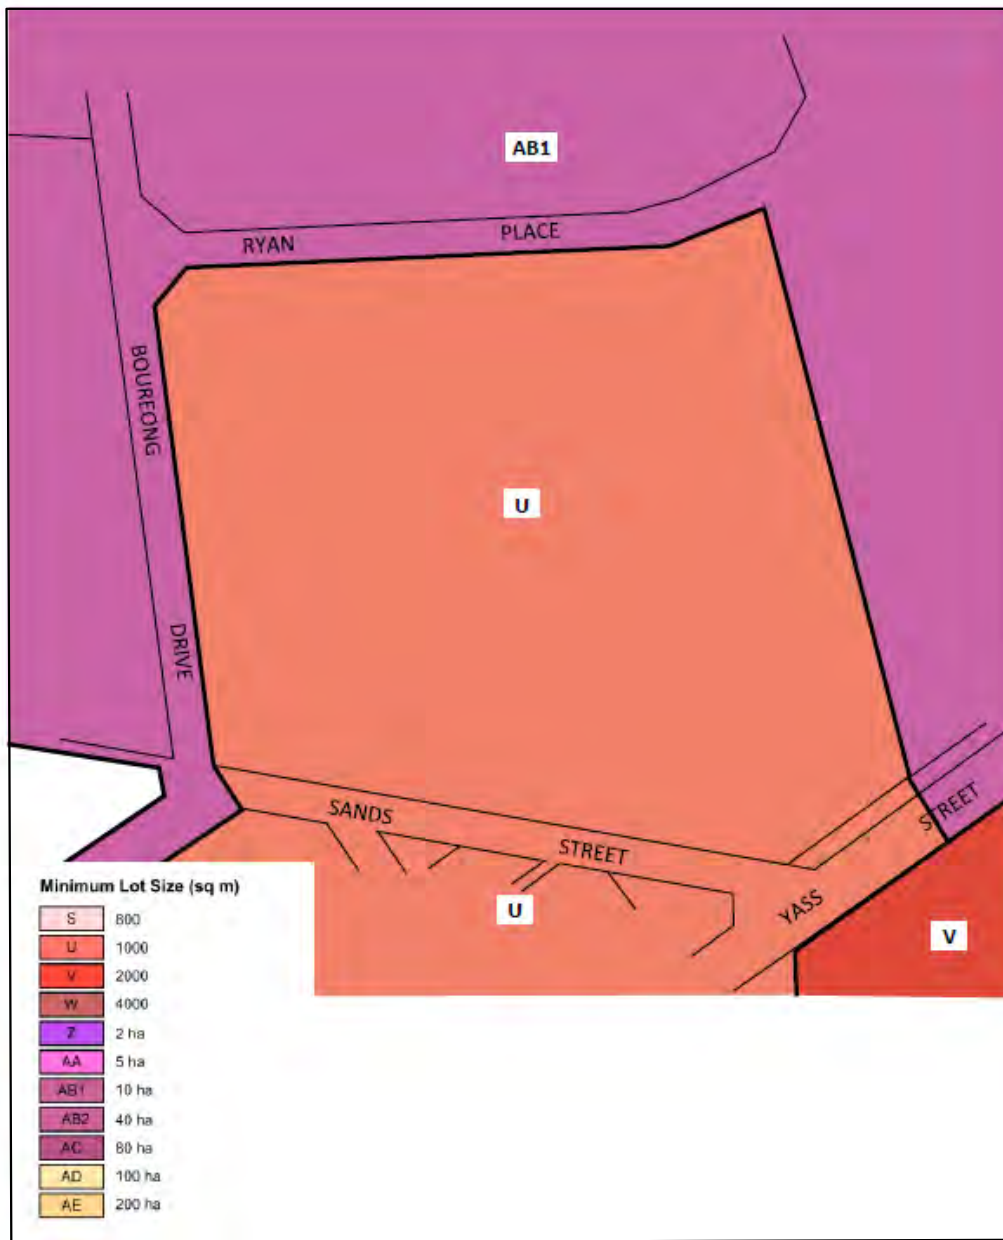 AB1
RYAN PLACE
BOUREONG DRIVE
U
SANDS STREET
YASS STREET
U
V
Minimum Lot Size (sq m)
S 800
U 1000
V 2000
W 4000
Z 2 ha
AA 5 ha
AB1 10 ha
AB2 40 ha
AC 80 ha
AD 100 ha
AE 200 ha